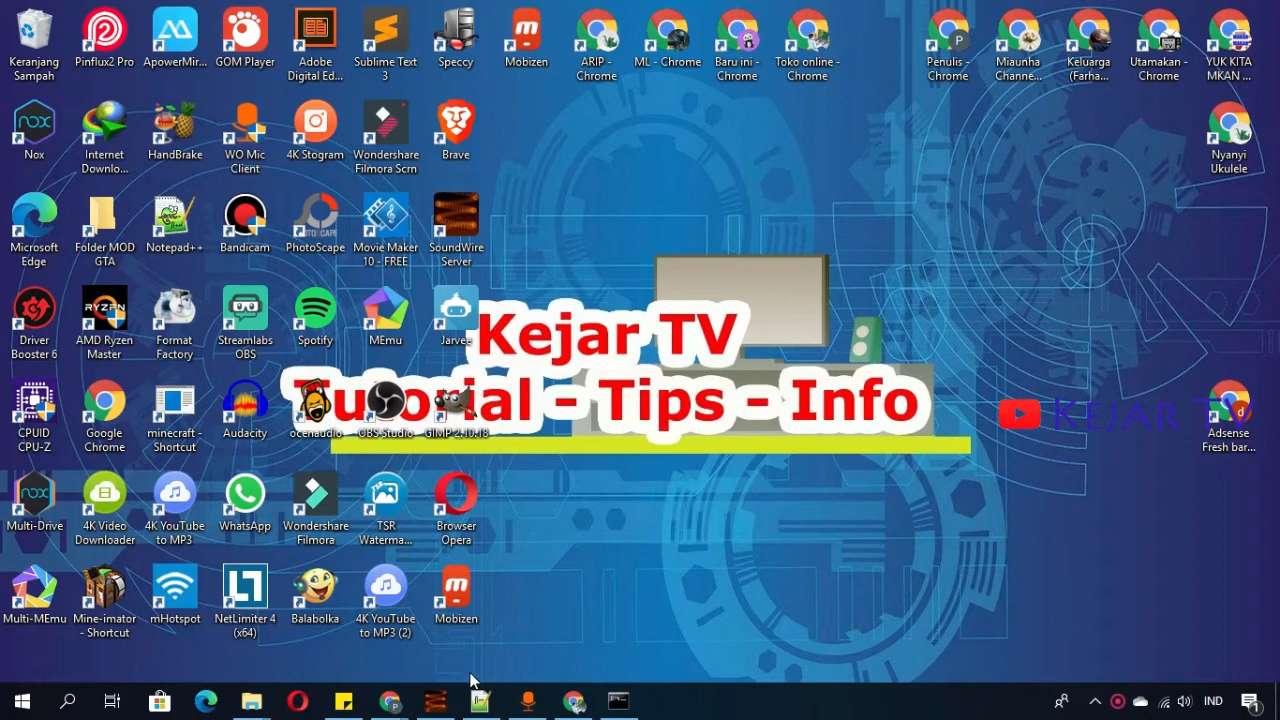 Keranjang
Sampah
Pinflux2 Pro
ApowerMir...
GOM Player
Adobe
Digital Ed...
Sublime Text
3
Speccy
Mobizen
ARIP -
Chrome
ML - Chrome
Baru ini -
Chrome
Toko online -
Chrome
Penulis -
Chrome
Miaunha
Channe...
Keluarga
(Farha...
Utamakan -
Chrome
YUK KITA
MKAN ...
Nox
Internet
Downlo...
HandBrake
WO Mic
Client
4K Stogram
Wondershare
Filmora Scrn
Brave
Nyanyi
Ukulele
Microsoft
Edge
Folder MOD
GTA
Notepad++
Bandicam
PhotoScape
Movie Maker
10 - FREE
SoundWire
Server
Driver
Booster 6
RYZEN
AMD Ryzen
Master
Format
Factory
Streamlabs
OBS
Spotify
MEmu
Jarvee
Kejar TV
Tutorial - Tips - Info
CPUID
CPU-Z
Google
Chrome
minecraft -
Shortcut
Audacity
ocenaudio
OBS Studio
GIMP 2.10.18
KEJAR TV
Adsense
Fresh bar...
Multi-Drive
4K Video
Downloader
4K YouTube
to MP3
WhatsApp
Wondershare
Filmora
TSR
Waterma...
Browser
Opera
Multi-MEmu
Mine-imator
- Shortcut
mHotspot
NetLimiter 4
(x64)
Balabolka
4K YouTube
to MP3 (2)
Mobizen
IND